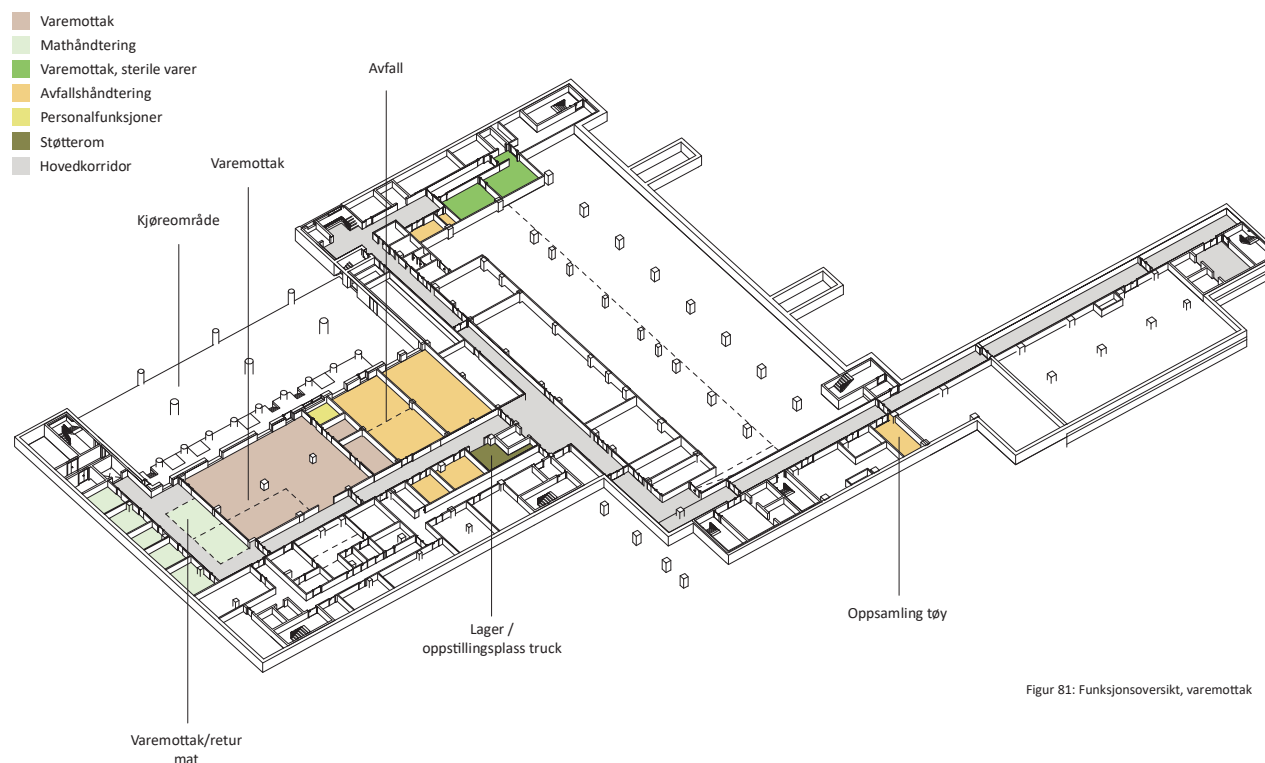 Varemottak
Mathåndtering
Varemottak, sterile varer
Avfallshåndtering
Personalfunksjoner
Støtterom
Hovedkorridor
Avfall
Varemottak
Kjøreområde
Oppsamling tøy
Lager /
oppstillingsplass truck
Figur 81: Funksjonsoversikt, varemottak
Varemottak/retur
mat